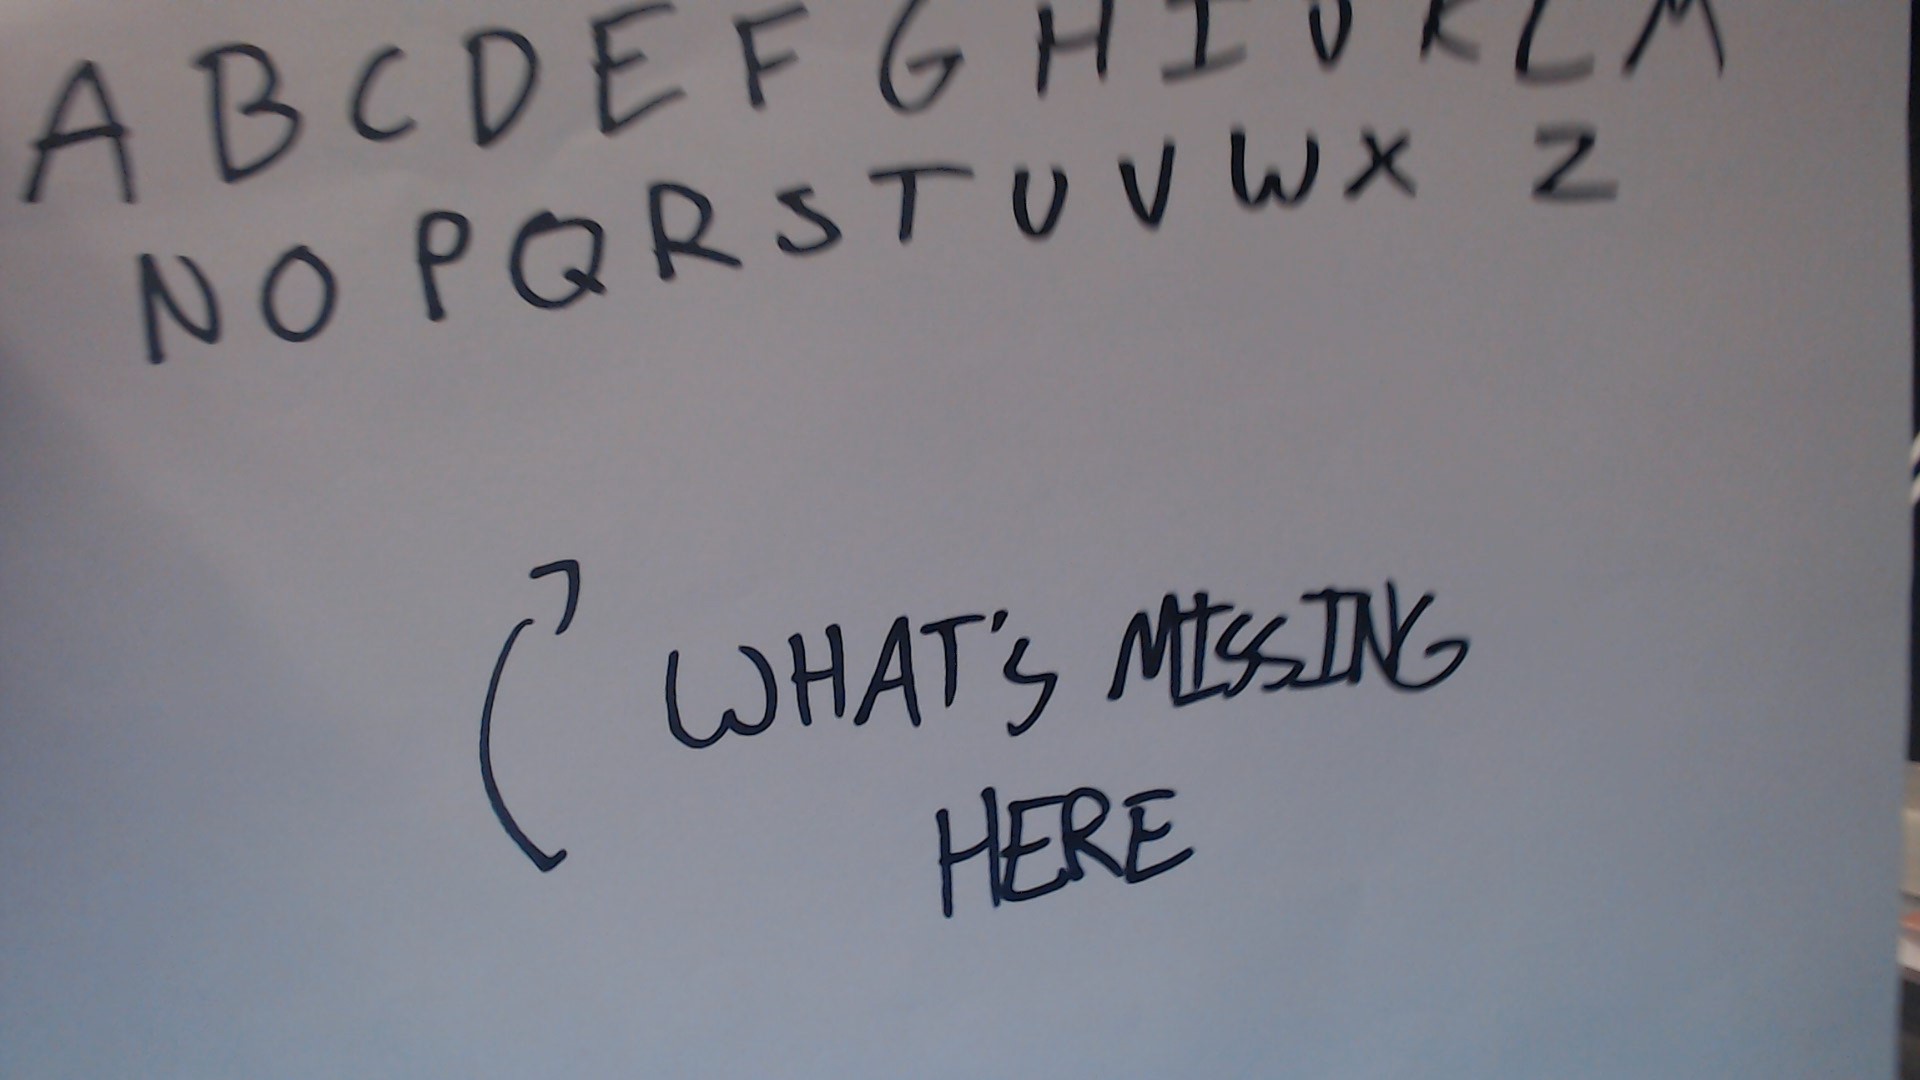 A B C D E F G H I J K L M
N O P Q R S T U V W X Z
WHAT'S MISSING
HERE